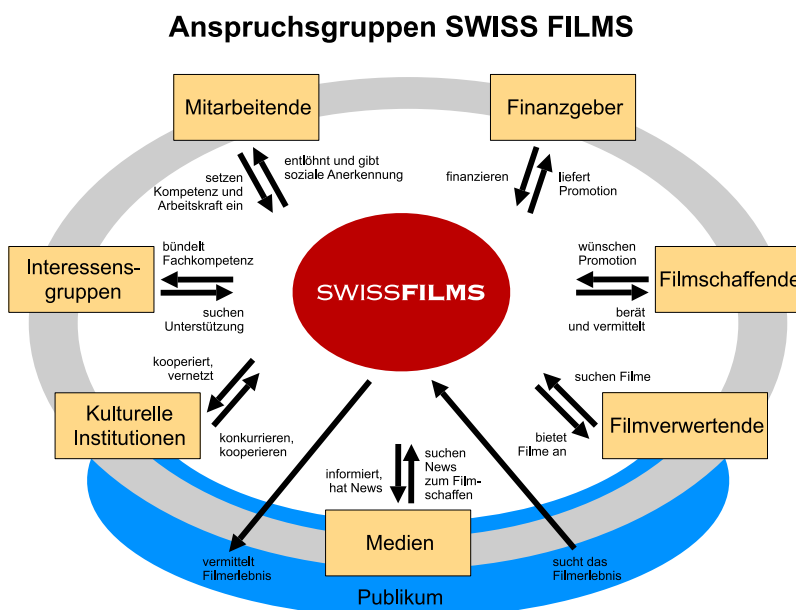 Anspruchsgruppen SWISS FILMS
Mitarbeitende
Finanzgeber
entlöhnt und gibt
soziale Anerkennung
setzen
Kompetenz und
Arbeitskraft ein
finanzieren
liefert
Promotion
bündelt
Fachkompetenz
Interessens-
gruppen
suchen
Unterstützung
SWISSFILMS
wünschen
Promotion
Filmschaffende
berät
und vermittelt
kooperiert,
vernetzt
Kulturelle
Institutionen
konkurrieren,
kooperieren
suchen Filme
Filmverwertende
bietet
Filme an
informiert,
hat News
suchen
News
zum Film-
schaffen
Medien
vermittelt
Filmerlebnis
sucht das
Filmerlebnis
Publikum